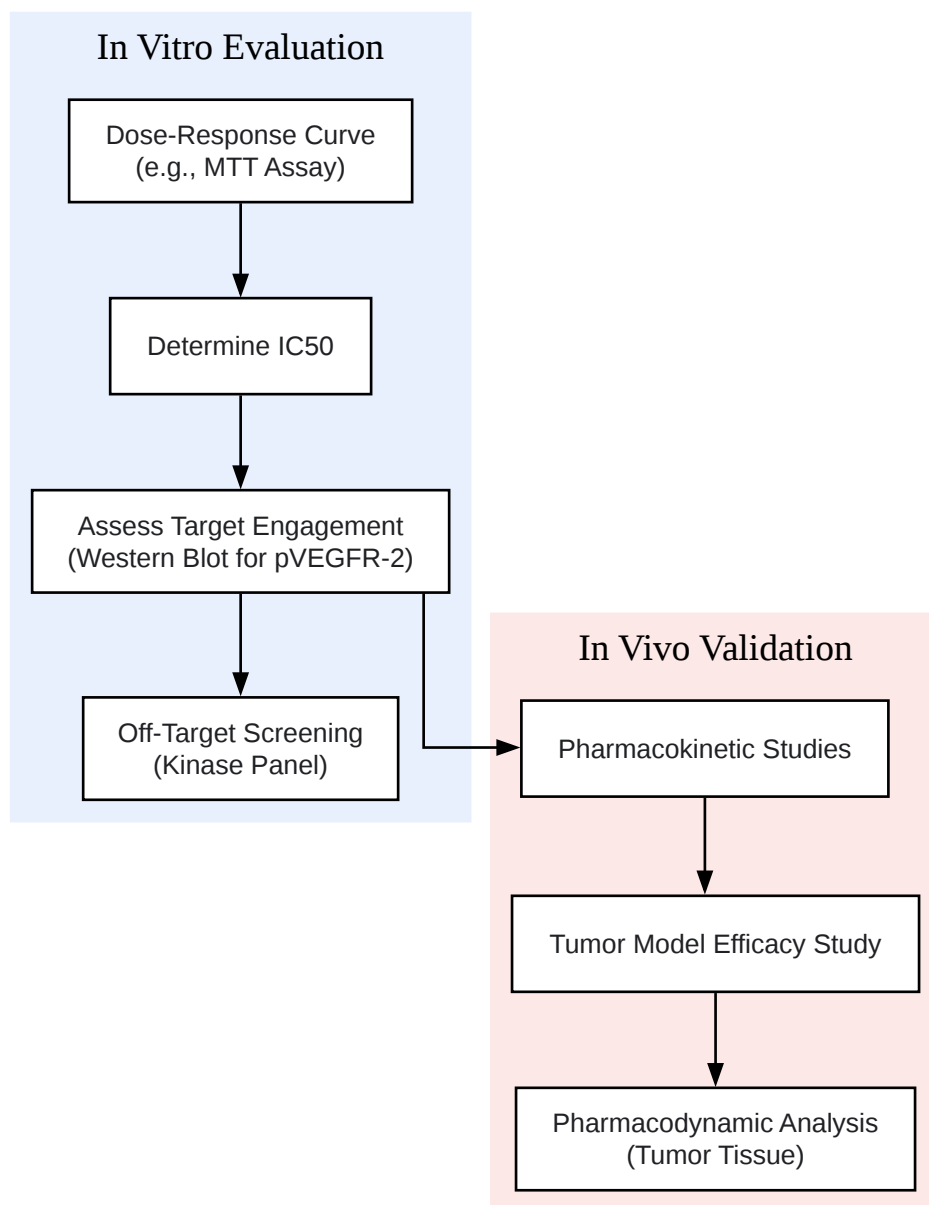 In Vitro Evaluation
Dose-Response Curve
(e.g., MTT Assay)
Determine IC50
Assess Target Engagement
(Western Blot for pVEGFR-2)
Off-Target Screening
(Kinase Panel)
In Vivo Validation
Pharmacokinetic Studies
Tumor Model Efficacy Study
Pharmacodynamic Analysis
(Tumor Tissue)